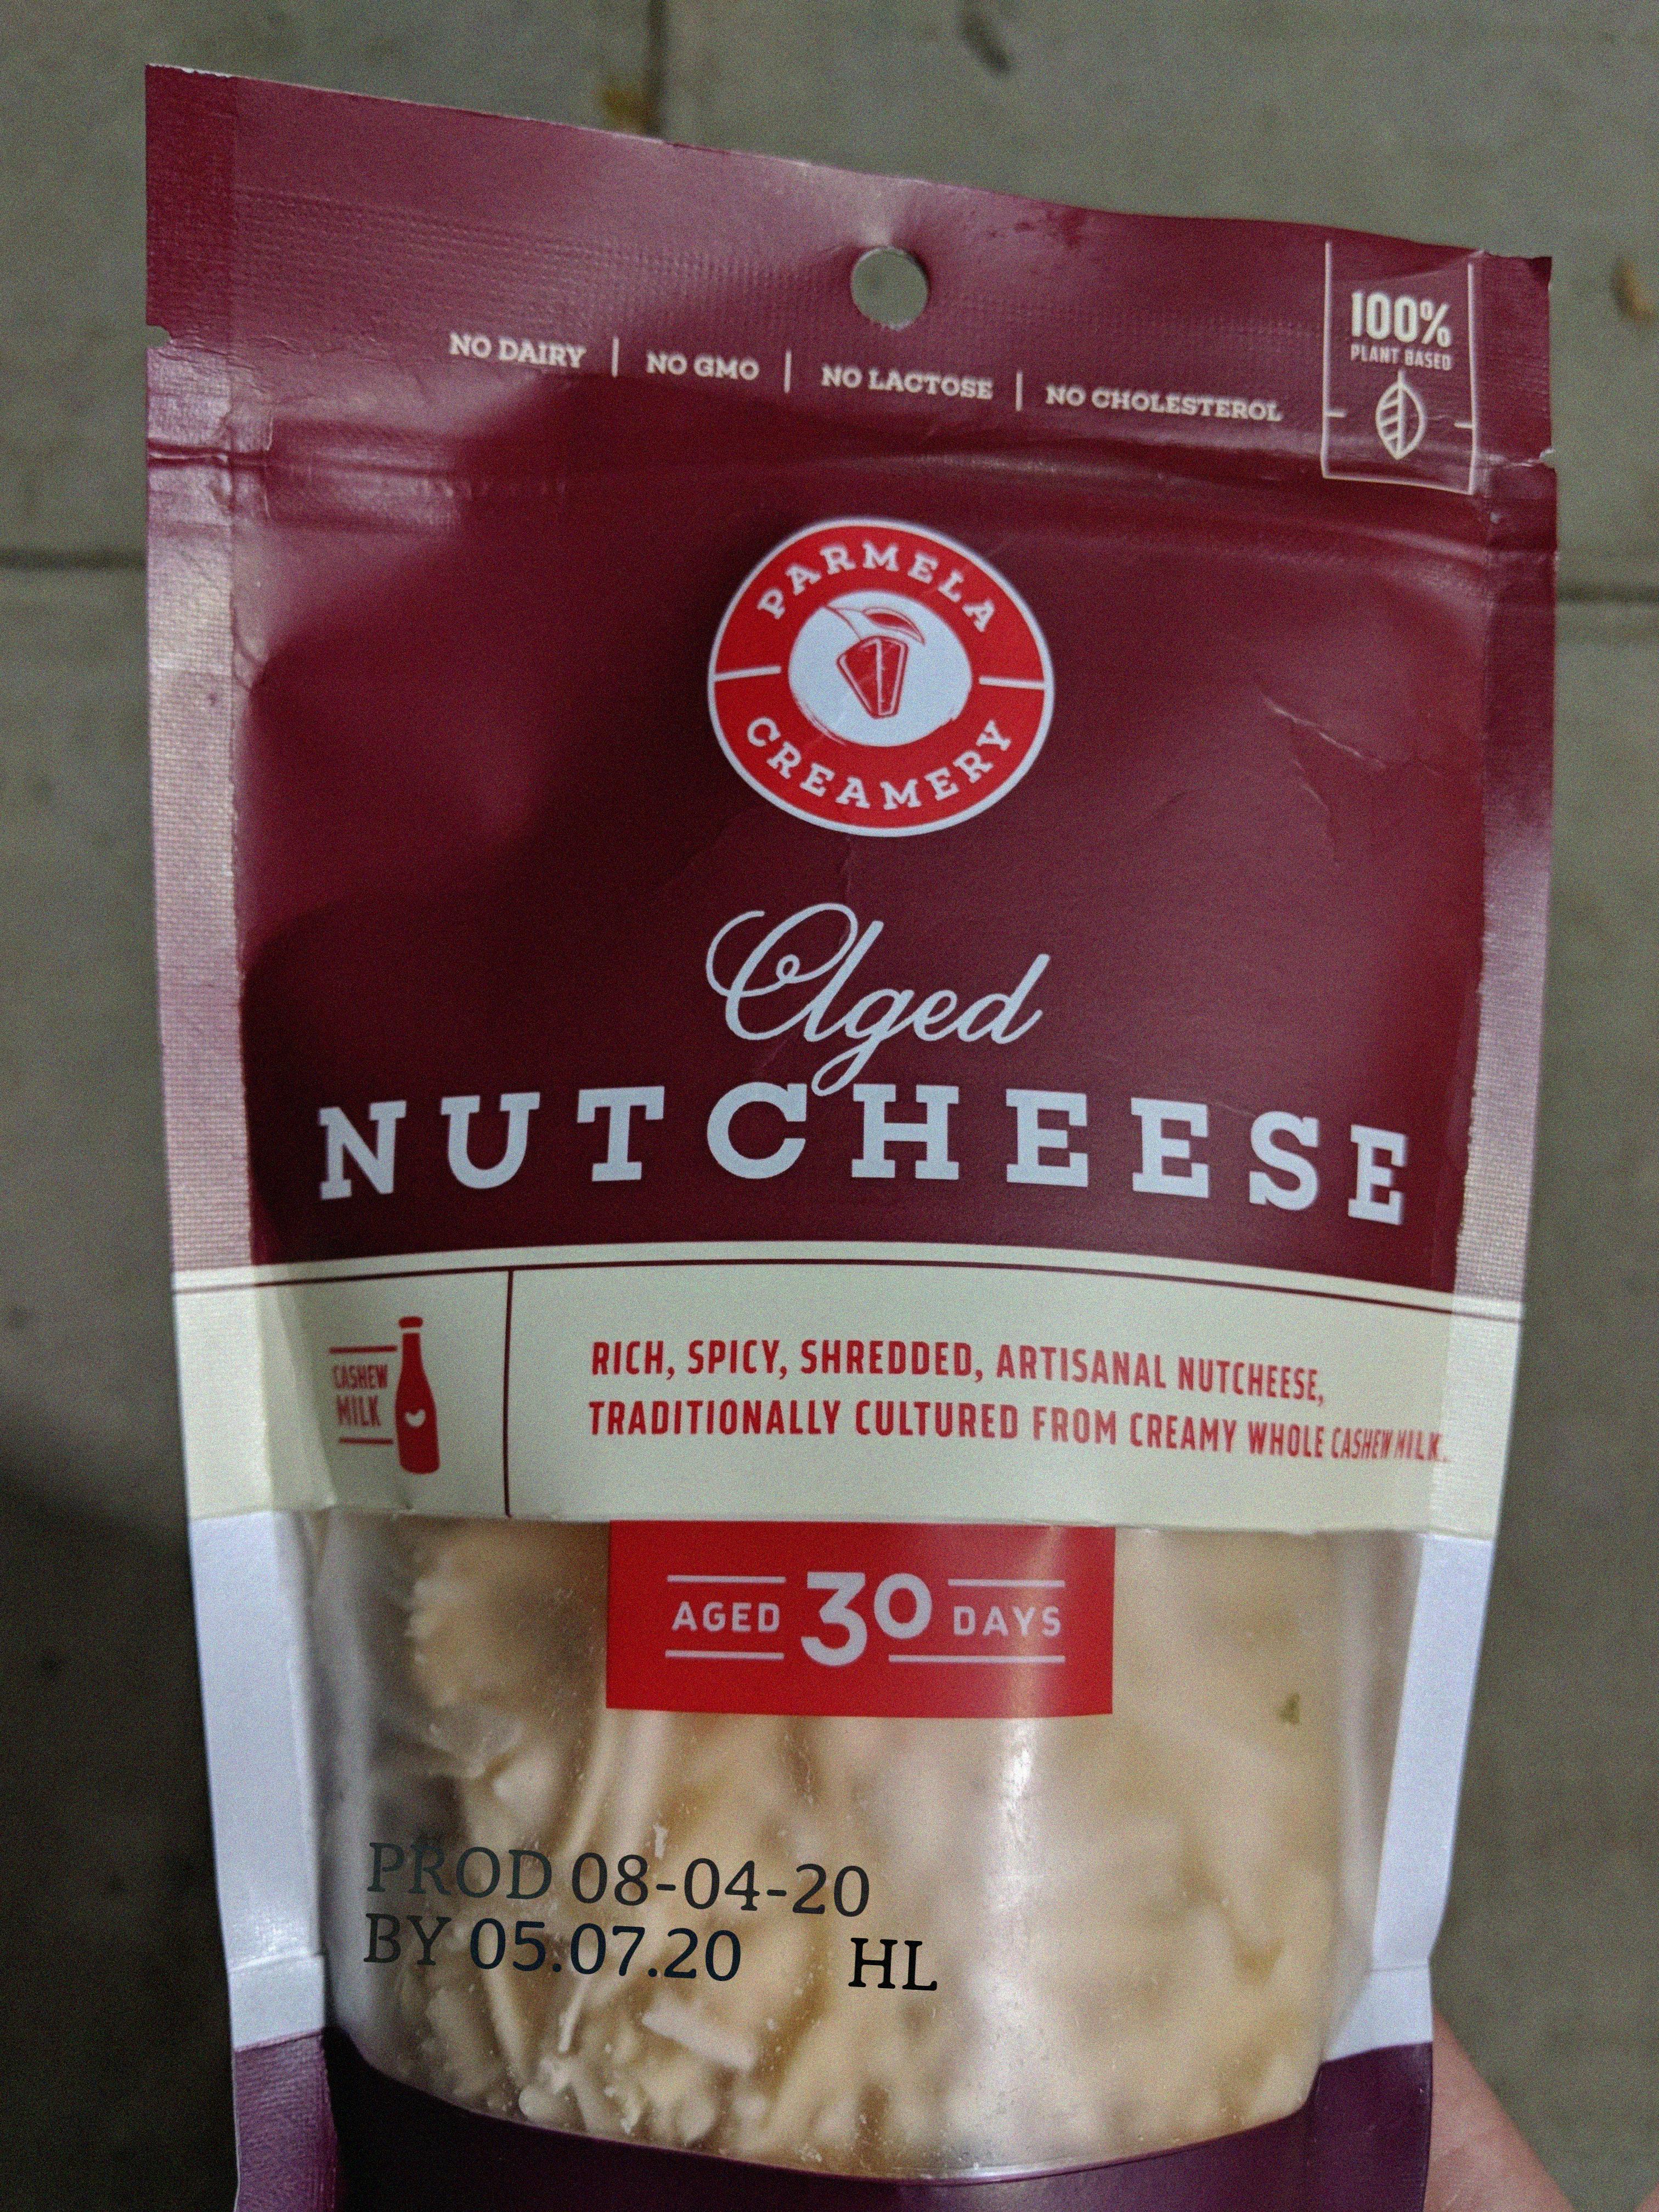 NO DAIRY | NO GMO | NO LACTOSE | NO CHOLESTEROL
100%
PLANT BASED
PARMELA
CREAMERY
Aged
NUTCHEESE
CASHEW
MILK
RICH, SPICY, SHREDDED, ARTISANAL NUTCHEESE,
TRADITIONALLY CULTURED FROM CREAMY WHOLE CASHEW MILK.
AGED 30 DAYS
PROD 08-04-20
BY 05.07.20 HL